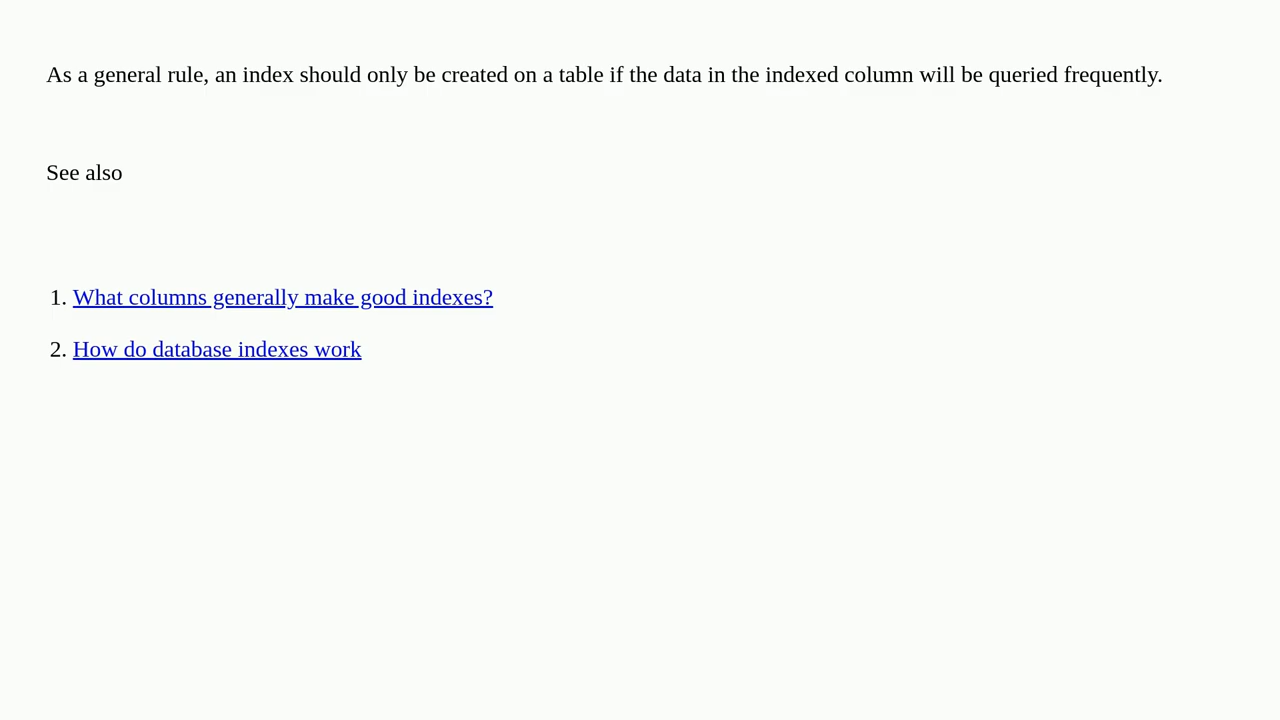 As a general rule, an index should only be created on a table if the data in the indexed column will be queried frequently.
See also
1. What columns generally make good indexes?
2. How do database indexes work